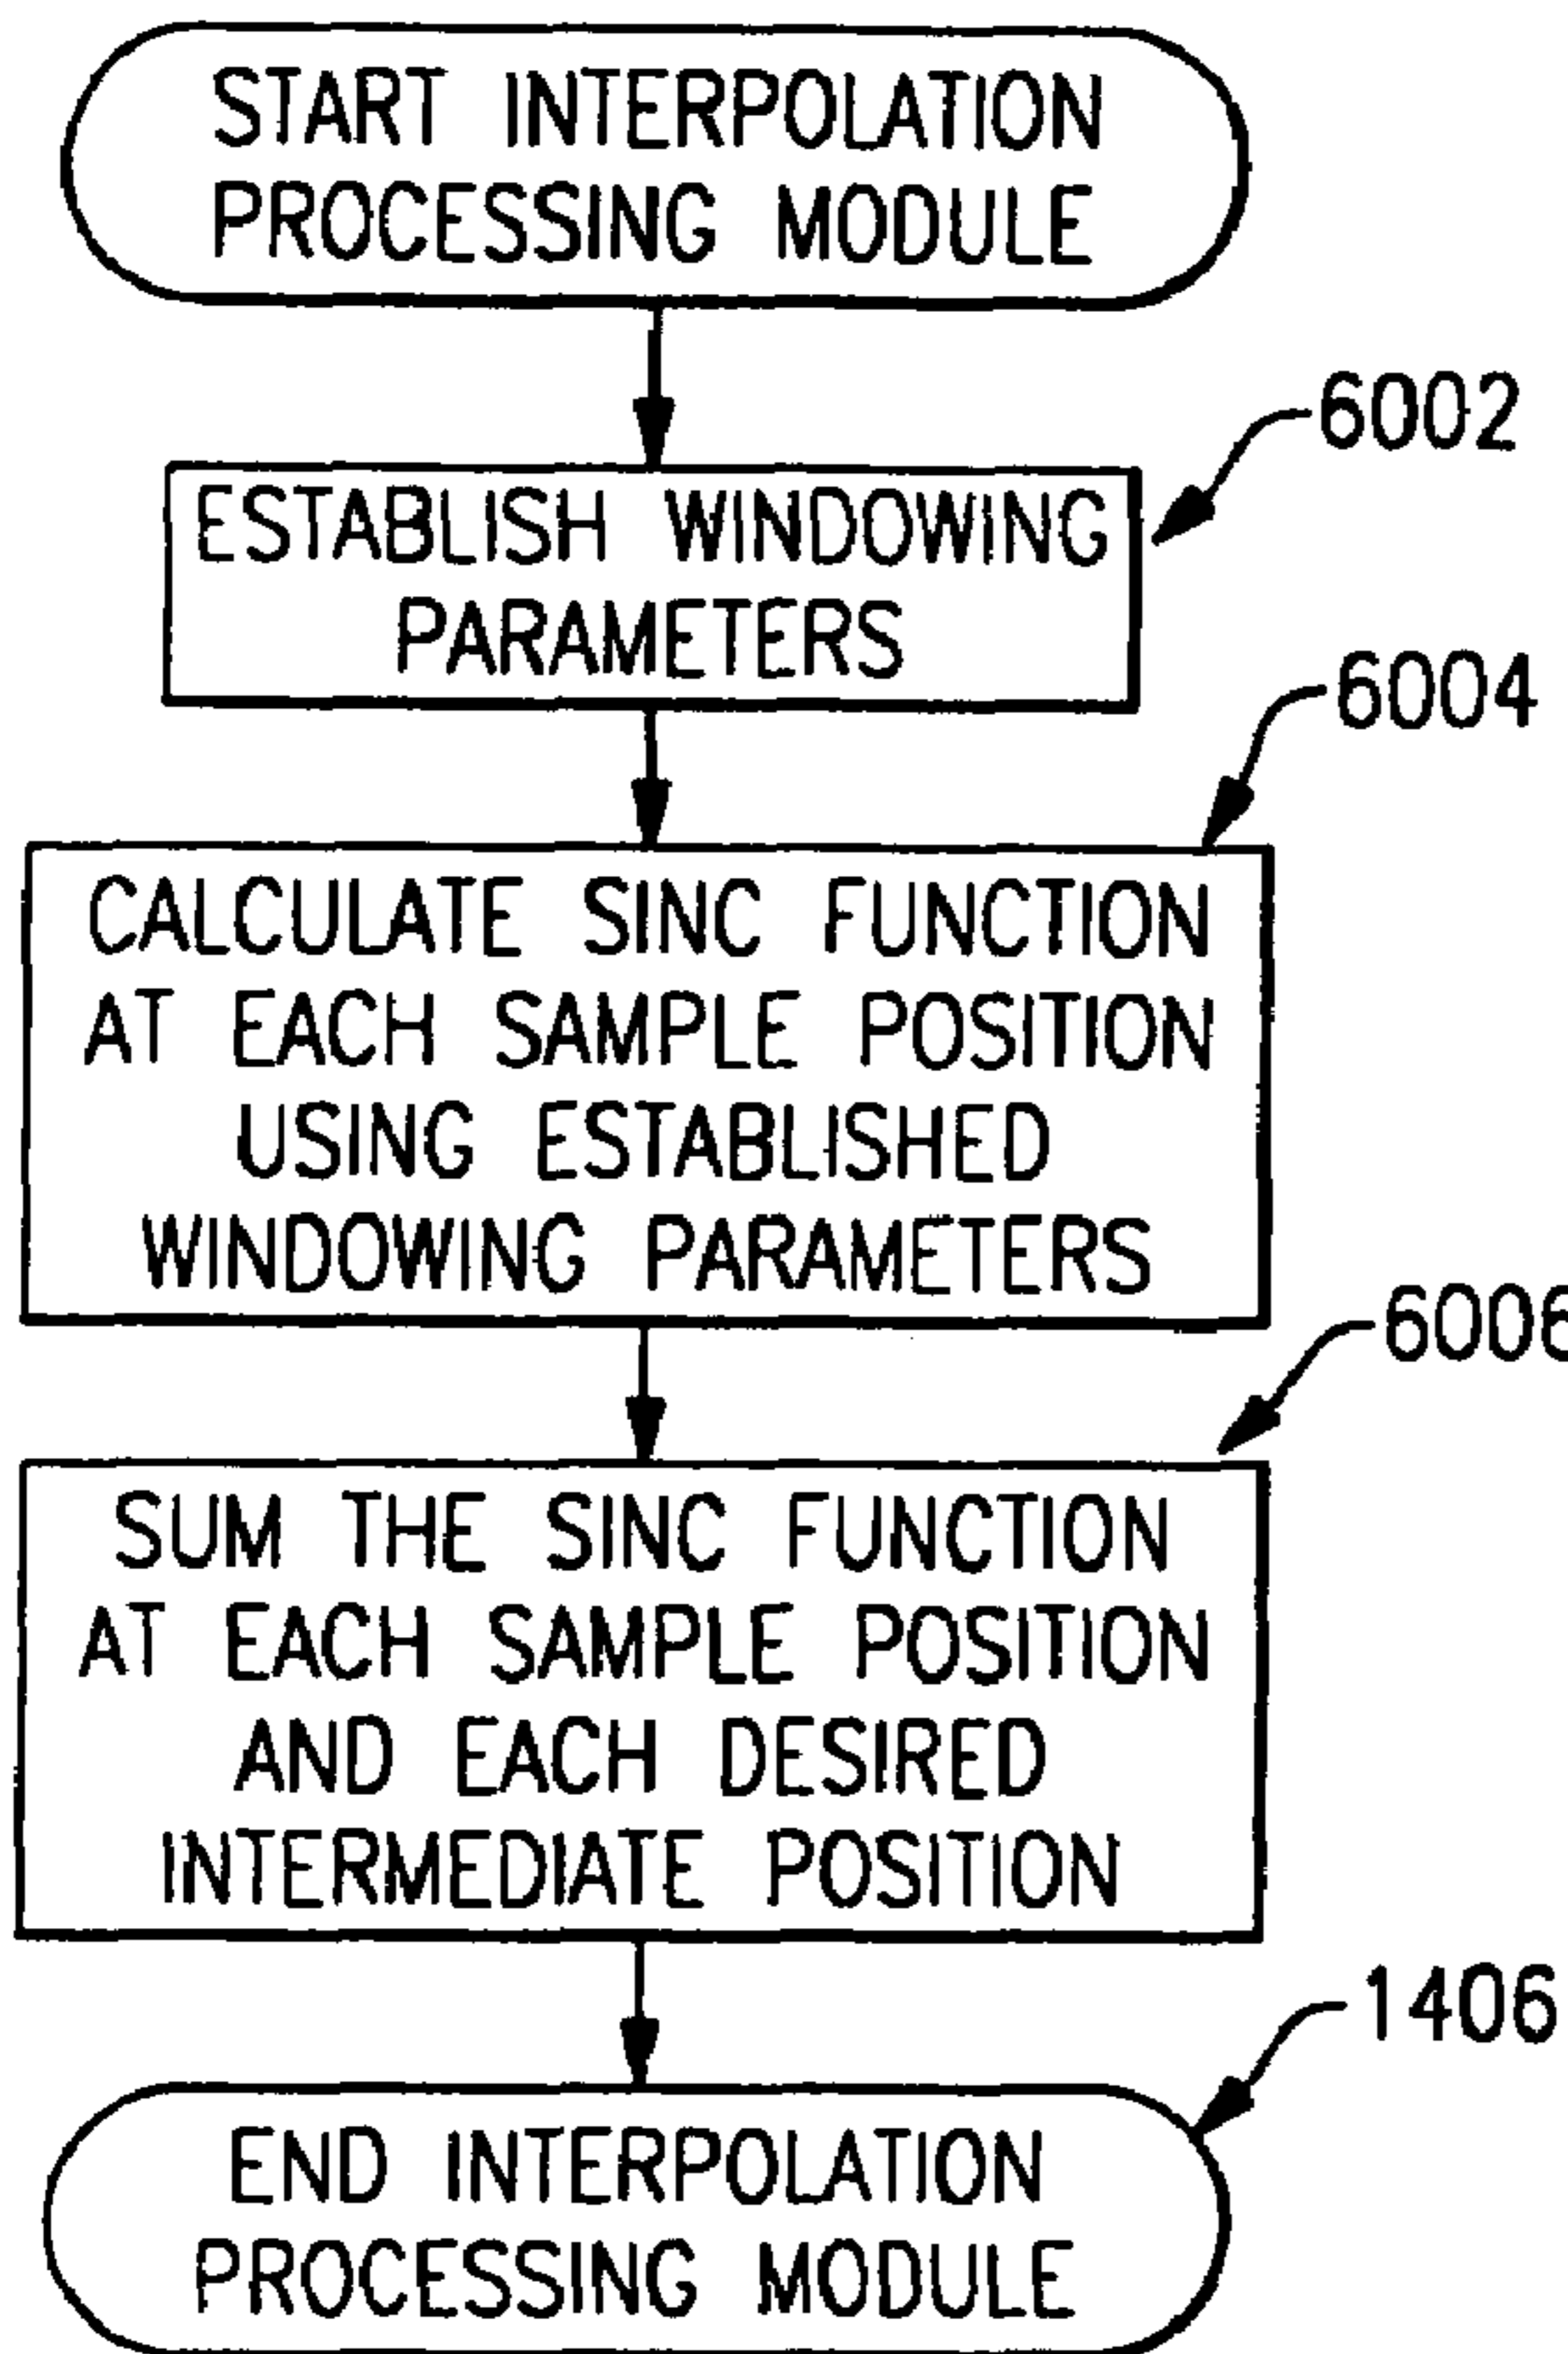 START INTERPOLATION
PROCESSING MODULE
6002
ESTABLISH WINDOWING
PARAMETERS
6004
CALCULATE SINC FUNCTION
AT EACH SAMPLE POSITION
USING ESTABLISHED
WINDOWING PARAMETERS
6006
SUM THE SINC FUNCTION
AT EACH SAMPLE POSITION
AND EACH DESIRED
INTERMEDIATE POSITION
1406
END INTERPOLATION
PROCESSING MODULE